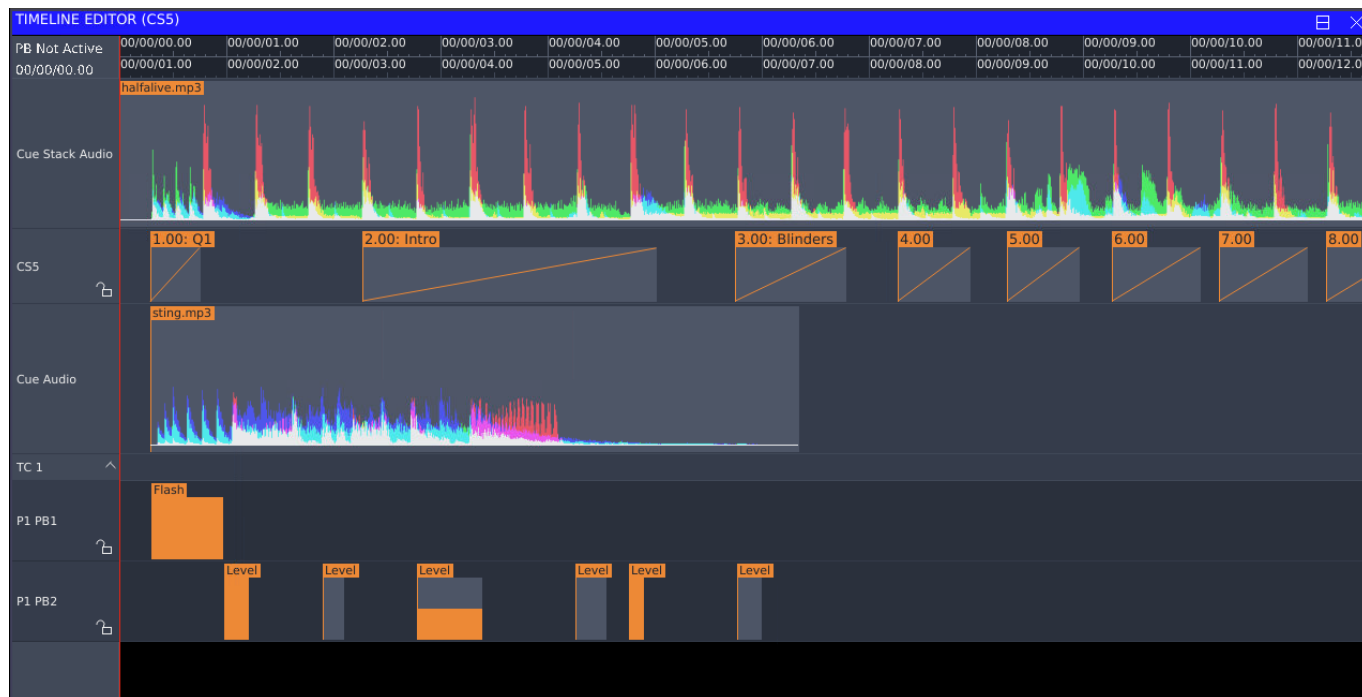 TIMELINE EDITOR (CS5)
PB Not Active
00/00/00.00 00/00/01.00 00/00/02.00 00/00/03.00 00/00/04.00 00/00/05.00 00/00/06.00 00/00/07.00 00/00/08.00 00/00/09.00 00/00/10.00 00/00/11.0
00/00/00.00
00/00/01.00 00/00/02.00 00/00/03.00 00/00/04.00 00/00/05.00 00/00/06.00 00/00/07.00 00/00/08.00 00/00/09.00 00/00/10.00 00/00/11.00 00/00/12.0
halfalive.mp3
Cue Stack Audio
1.00: Q1 2.00: Intro 3.00: Blinders 4.00 5.00 6.00 7.00 8.00
CS5
sting.mp3
Cue Audio
TC 1
Flash
P1 PB1
Level Level Level Level Level Level
P1 PB2